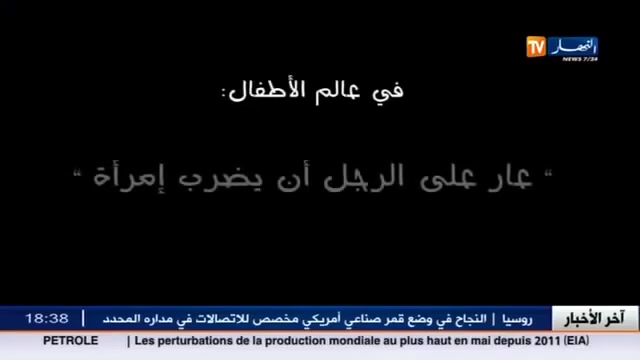 النهار TV
NEWS 7/24
في عالم الأطفال:
" عار على الرجل أن يضرب إمرأة "
آخر الأخبار
روسيا | النجاح في وضع قمر صناعي أمريكي مخصص للاتصالات في مداره المحدد
18:38
PETROLE | Les perturbations de la production mondiale au plus haut en mai depuis 2011 (EIA)